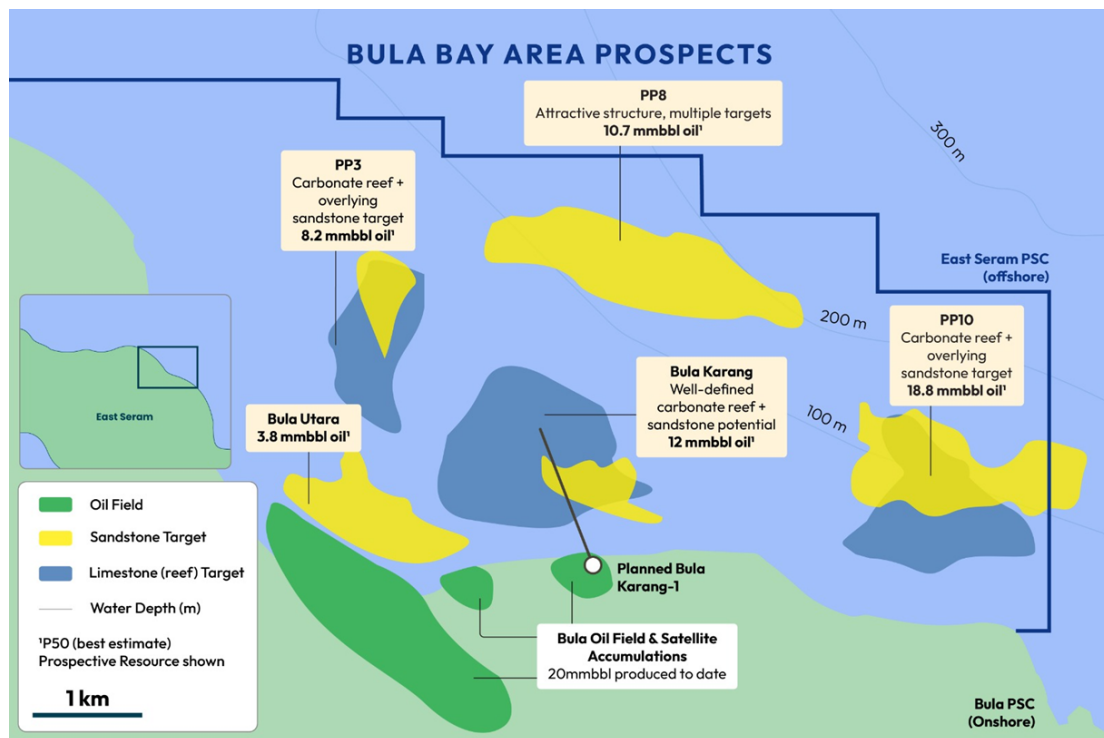 BULA BAY AREA PROSPECTS
PP8
Attractive structure, multiple targets
10.7 mmbbl oil¹
300 m
PP3
Carbonate reef +
overlying
sandstone target
8.2 mmbbl oil¹
East Seram PSC
(offshore)
200 m
PP10
Carbonate reef +
overlying
sandstone target
18.8 mmbbl oil¹
Bula Karang
Well-defined
carbonate reef +
sandstone potential
12 mmbbl oil¹
100 m
East Seram
Bula Utara
3.8 mmbbl oil¹
Oil Field
Sandstone Target
Limestone (reef) Target
Water Depth (m)
¹P50 (best estimate)
Prospective Resource shown
1 km
Planned Bula
Karang-1
Bula Oil Field & Satellite
Accumulations
20mmbbl produced to date
Bula PSC
(Onshore)